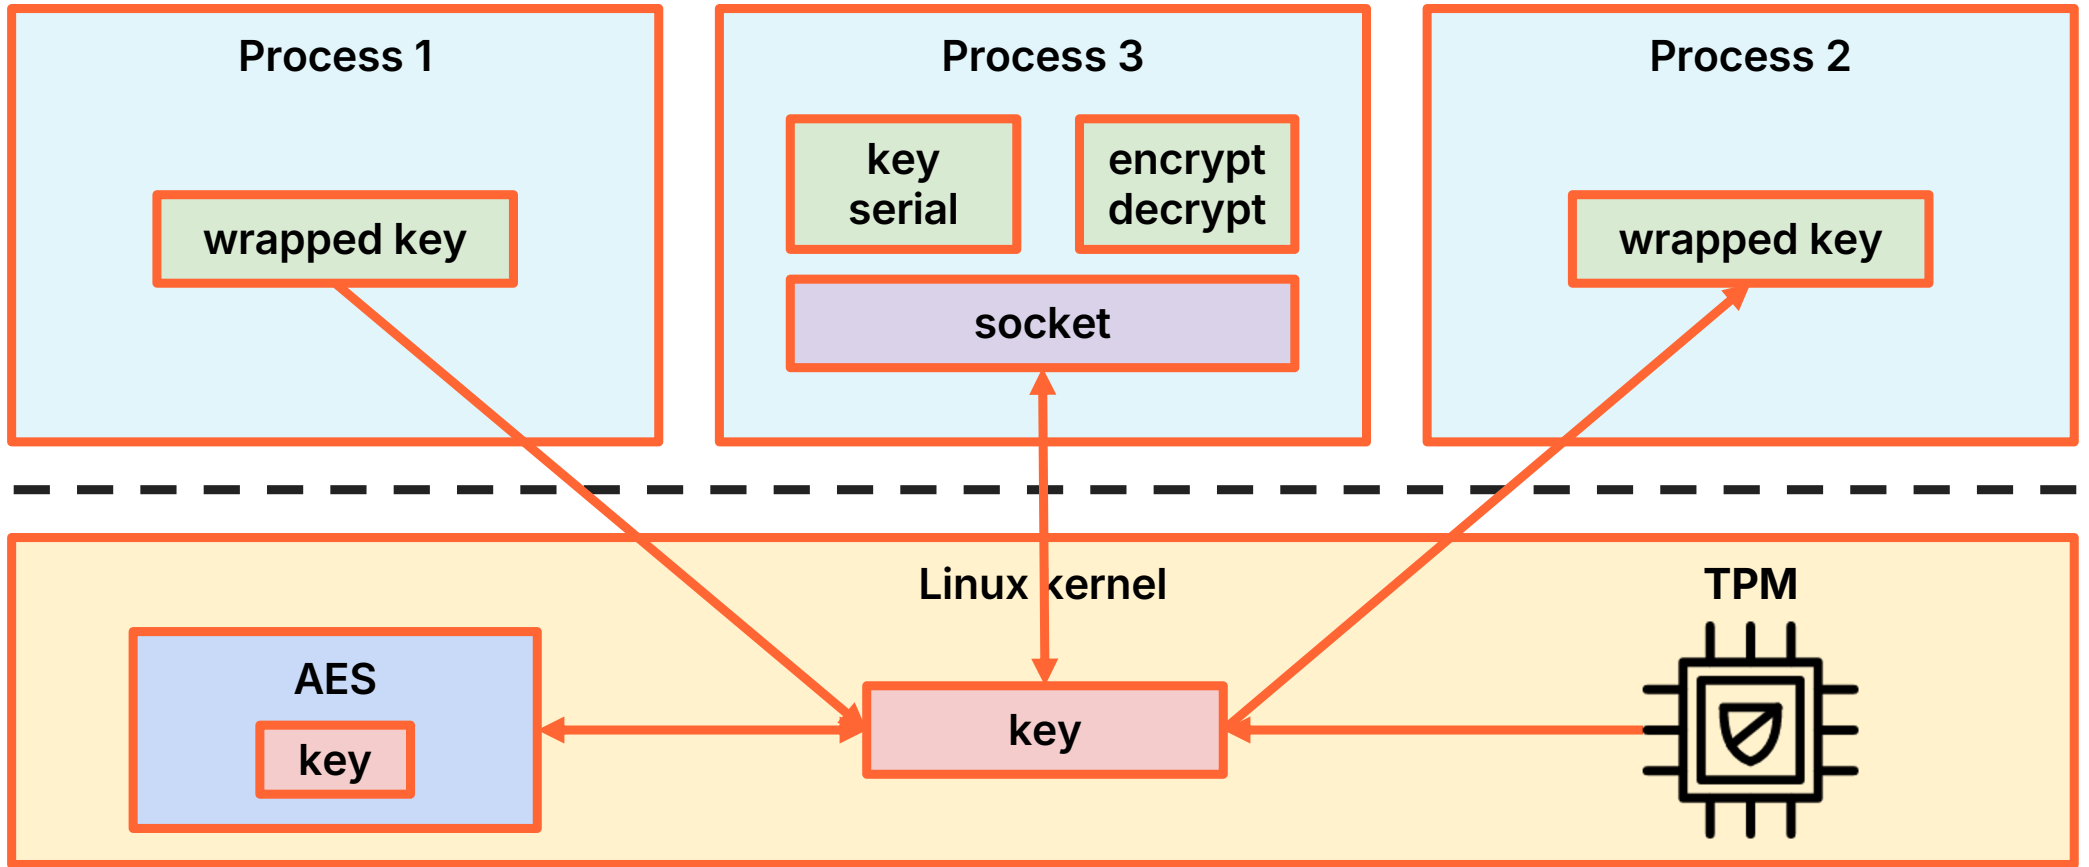 Process 1
Process 3
Process 2
wrapped key
key
serial
encrypt
decrypt
wrapped key
socket
Linux kernel
TPM
AES
key
key